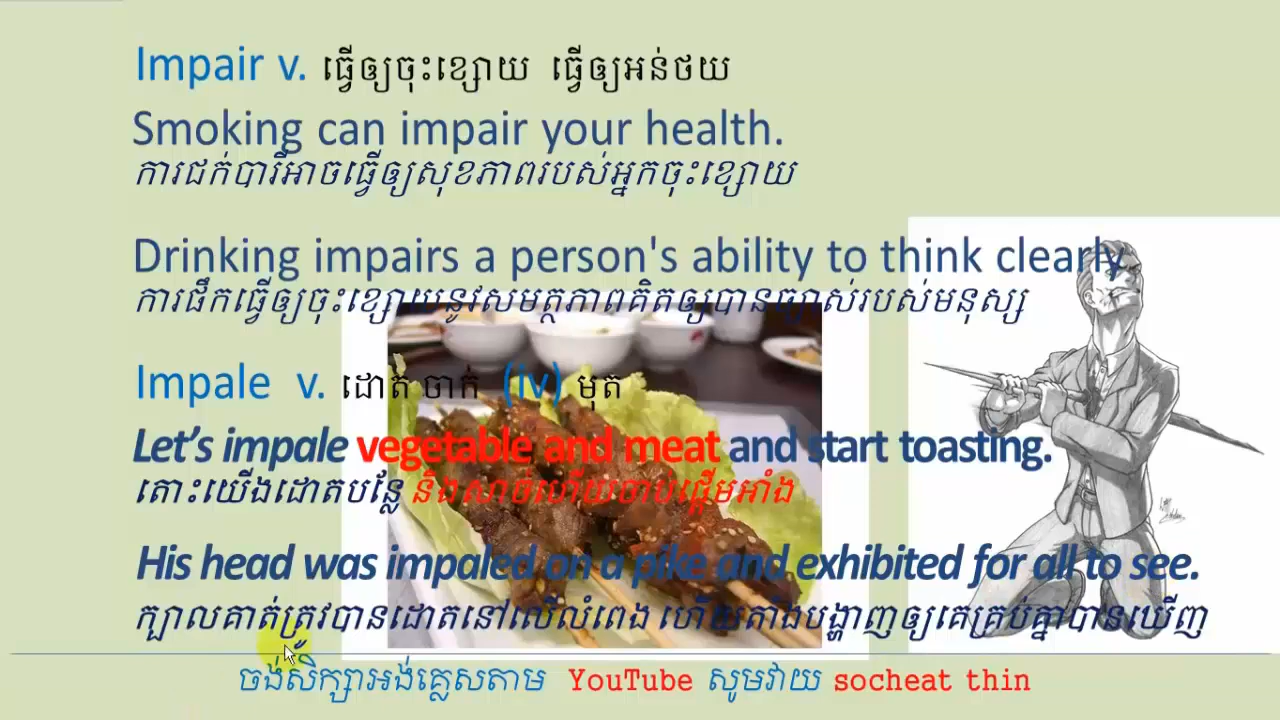 Impair v. ធ្វើឲ្យចុះខ្សោយ ធ្វើឲ្យអន់ថយ
Smoking can impair your health.
ការជក់បារីអាចធ្វើឲ្យសុខភាពរបស់អ្នកចុះខ្សោយ
Drinking impairs a person's ability to think clearly
ការផឹកធ្វើឲ្យចុះខ្សោយនូវសមត្ថភាពគិតឲ្យបានច្បាស់របស់មនុស្ស
Impale v. ដោត ចាក់ (iv) មុត
Let's impale vegetable and meat and start toasting.
តោះយើងដោតបន្លែ និងសាច់ហើយចាប់ផ្តើមអាំង
His head was impaled on a pike and exhibited for all to see.
ក្បាលគាត់ត្រូវបានដោតនៅលើលំពែង ហើយតាំងបង្ហាញឲ្យគេគ្រប់គ្នាបានឃើញ
ចង់សិក្សាអង់គ្លេសតាម YouTube សូមវាយ socheat thin